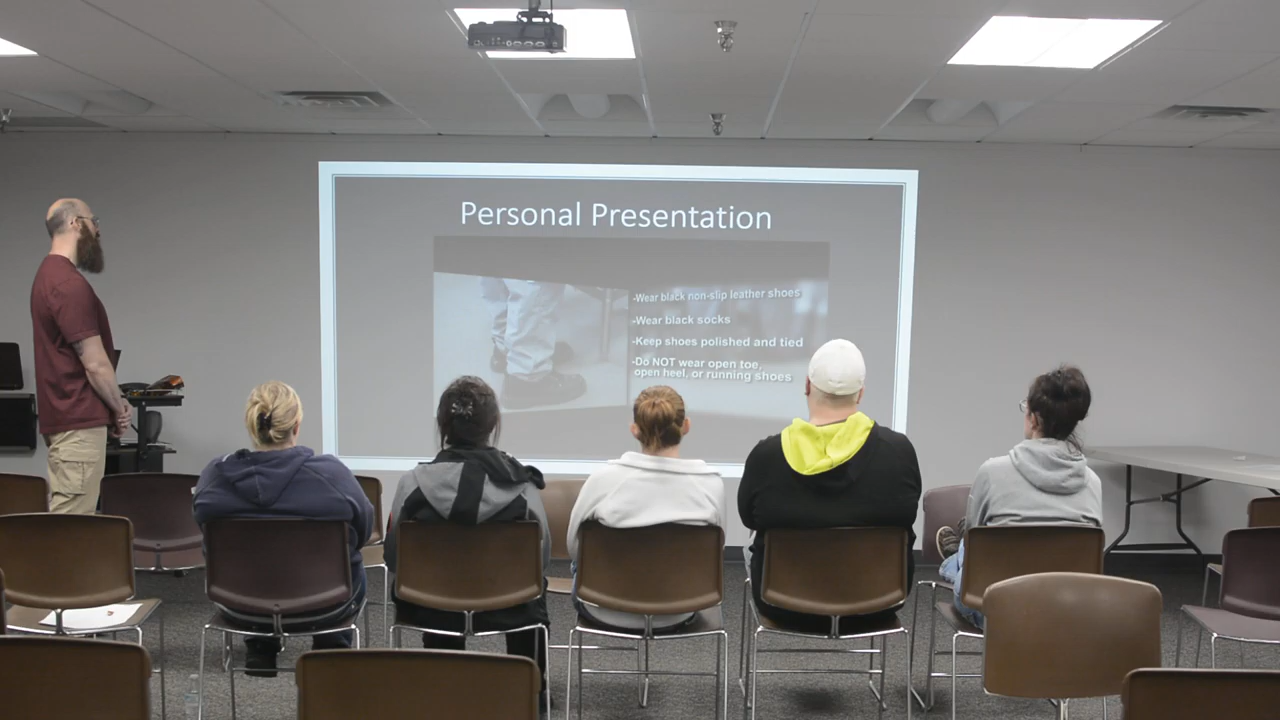 Personal Presentation
-Wear black non-slip leather shoes
-Wear black socks
-Keep shoes polished and tied
-Do NOT wear open toe,
open heel, or running shoes